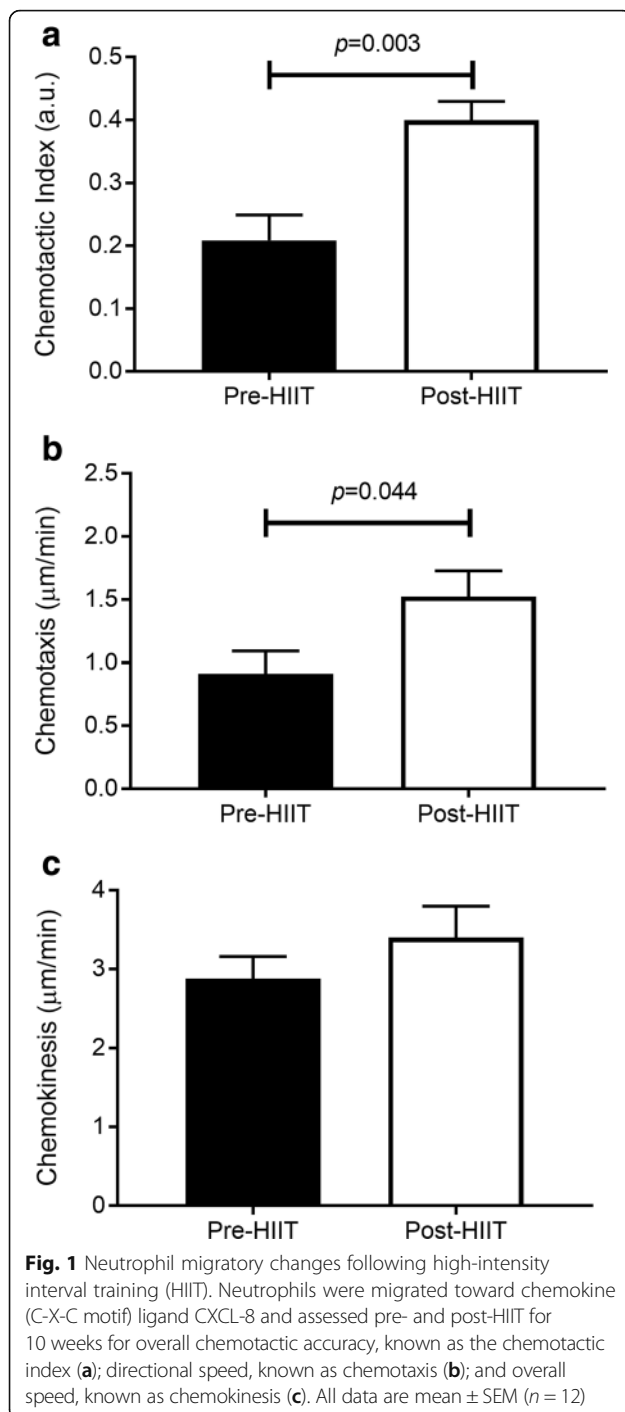 a
p=0.003
Chemotactic Index (a.u.)
0.5
0.4
0.3
0.2
0.1
0.0
Pre-HIIT Post-HIIT
b
p=0.044
Chemotaxis (μm/min)
2.5
2.0
1.5
1.0
0.5
0.0
Pre-HIIT Post-HIIT
c
Chemokinesis (μm/min)
4
3
2
1
0
Pre-HIIT Post-HIIT
Fig. 1 Neutrophil migratory changes following high-intensity
interval training (HIIT). Neutrophils were migrated toward chemokine
(C-X-C motif) ligand CXCL-8 and assessed pre- and post-HIIT for
10 weeks for overall chemotactic accuracy, known as the chemotactic
index (a); directional speed, known as chemotaxis (b); and overall
speed, known as chemokinesis (c). All data are mean ± SEM (n = 12)